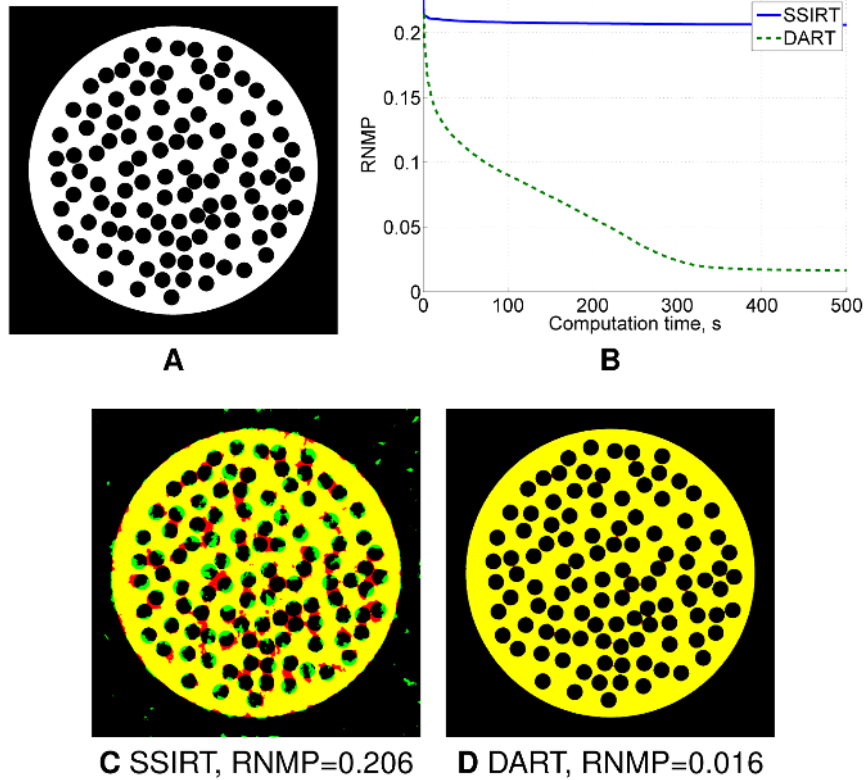 0.2
0.15
0.1
0.05
0
RNMP
SSIRT
DART
0 100 200 300 400 500
Computation time, s
A
B
C SSIRT, RNMP=0.206
D DART, RNMP=0.016